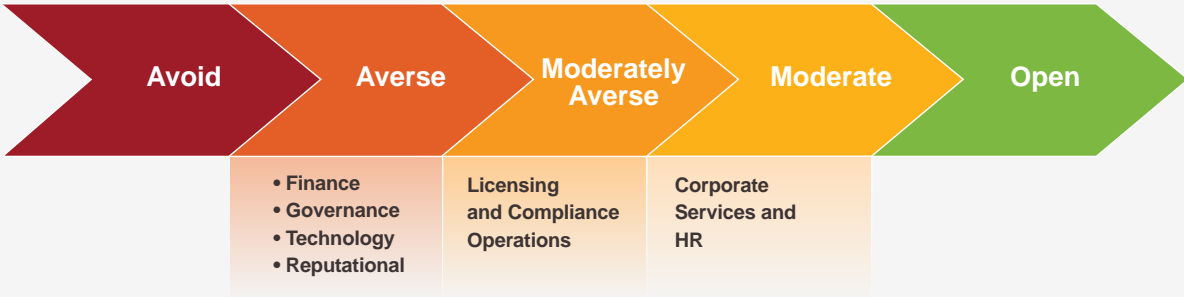 Avoid
Averse
Moderately
Averse
Moderate
Open
• Finance
• Governance
• Technology
• Reputational
Licensing
and Compliance
Operations
Corporate
Services and
HR